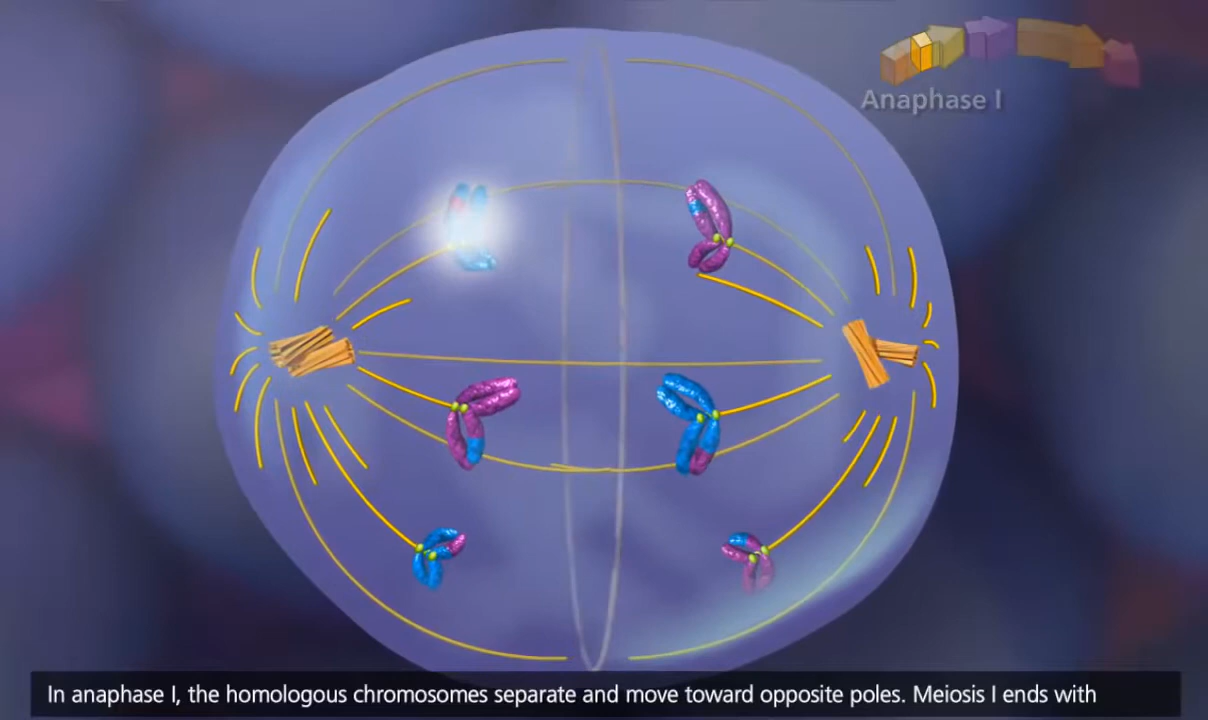 Anaphase I
In anaphase I, the homologous chromosomes separate and move toward opposite poles. Meiosis I ends with